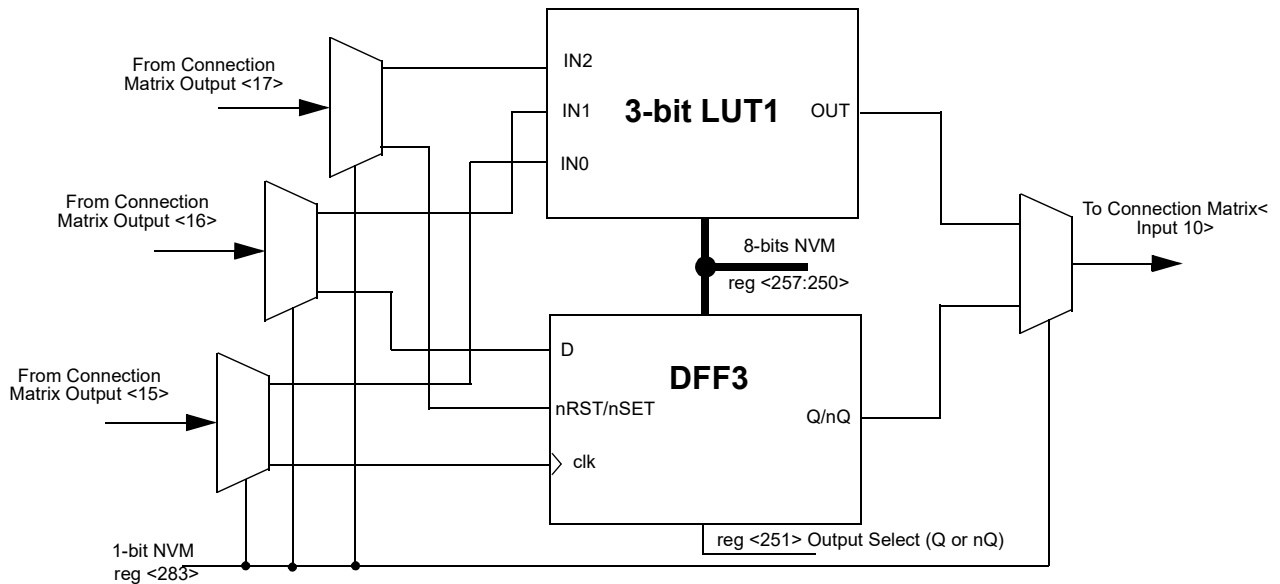 From Connection
Matrix Output <17>
IN2
IN1
IN0
3-bit LUT1
OUT
From Connection
Matrix Output <16>
To Connection Matrix<
Input 10>
8-bits NVM
reg <257:250>
From Connection
Matrix Output <15>
D
DFF3
nRST/nSET
Q/nQ
clk
reg <251> Output Select (Q or nQ)
1-bit NVM
reg <283>